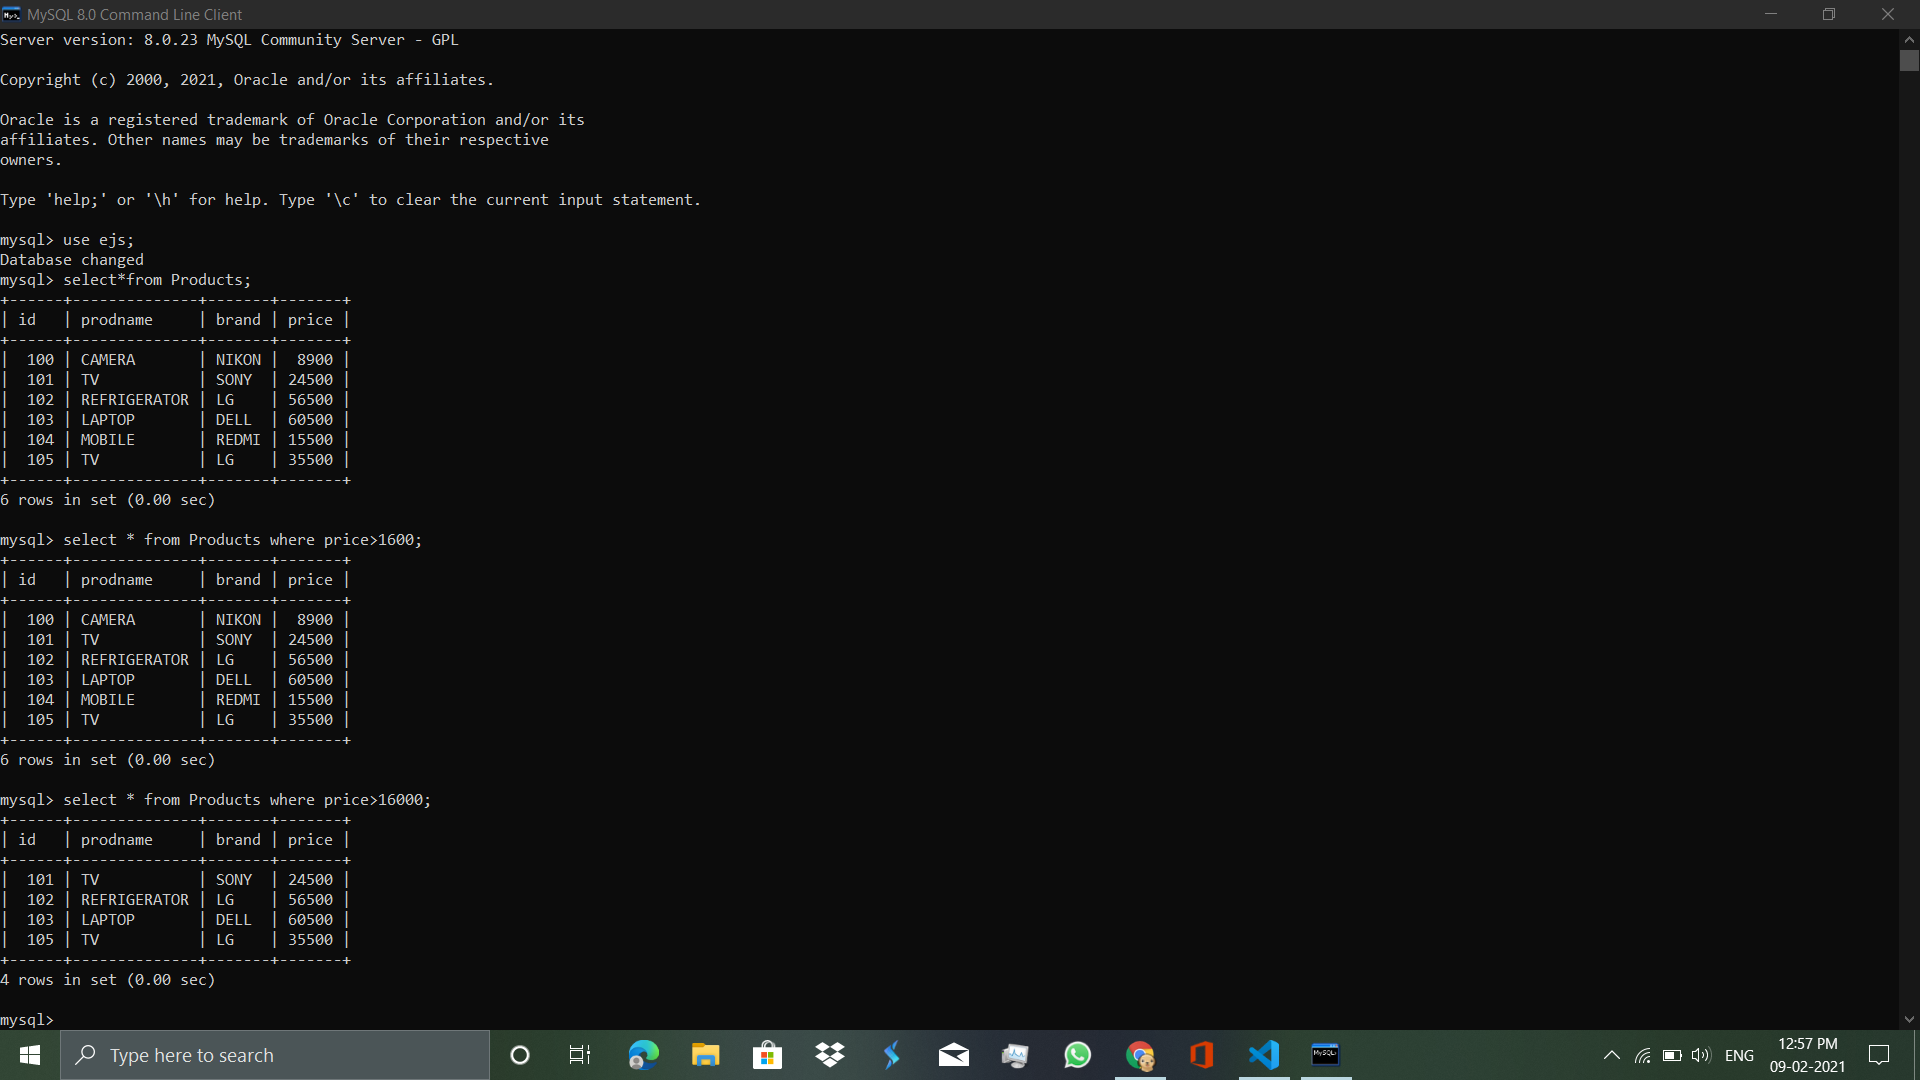 MySQL 8.0 Command Line Client
Server version: 8.0.23 MySQL Community Server - GPL
Copyright (c) 2000, 2021, Oracle and/or its affiliates.
Oracle is a registered trademark of Oracle Corporation and/or its
affiliates. Other names may be trademarks of their respective
owners.
Type 'help;' or '\h' for help. Type '\c' to clear the current input statement.
mysql> use ejs;
Database changed
mysql> select*from Products;
+------+--------------+-------+-------+
| id   | prodname     | brand | price |
+------+--------------+-------+-------+
|  100 | CAMERA       | NIKON |  8900 |
|  101 | TV           | SONY  | 24500 |
|  102 | REFRIGERATOR | LG    | 56500 |
|  103 | LAPTOP       | DELL  | 60500 |
|  104 | MOBILE       | REDMI | 15500 |
|  105 | TV           | LG    | 35500 |
+------+--------------+-------+-------+
6 rows in set (0.00 sec)
mysql> select * from Products where price>1600;
+------+--------------+-------+-------+
| id   | prodname     | brand | price |
+------+--------------+-------+-------+
|  100 | CAMERA       | NIKON |  8900 |
|  101 | TV           | SONY  | 24500 |
|  102 | REFRIGERATOR | LG    | 56500 |
|  103 | LAPTOP       | DELL  | 60500 |
|  104 | MOBILE       | REDMI | 15500 |
|  105 | TV           | LG    | 35500 |
+------+--------------+-------+-------+
6 rows in set (0.00 sec)
mysql> select * from Products where price>16000;
+------+--------------+-------+-------+
| id   | prodname     | brand | price |
+------+--------------+-------+-------+
|  101 | TV           | SONY  | 24500 |
|  102 | REFRIGERATOR | LG    | 56500 |
|  103 | LAPTOP       | DELL  | 60500 |
|  105 | TV           | LG    | 35500 |
+------+--------------+-------+-------+
4 rows in set (0.00 sec)
mysql>
Type here to search
ENG
12:57 PM
09-02-2021